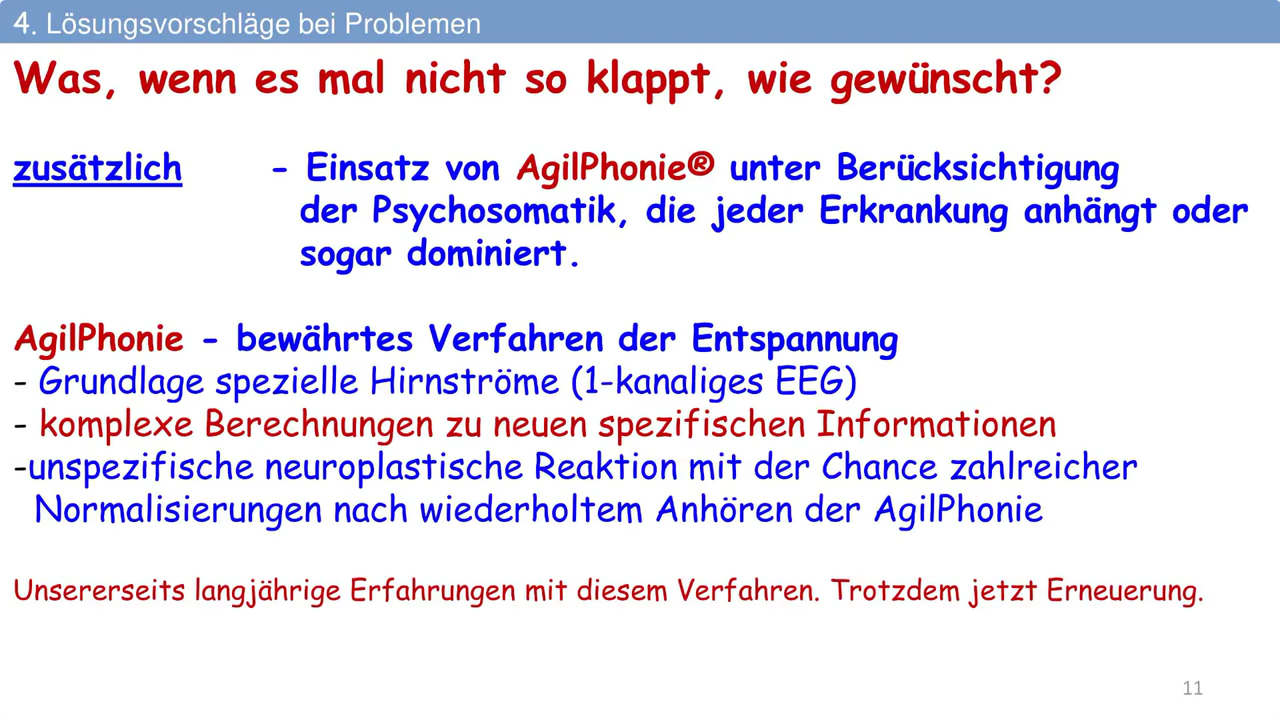 4. Lösungsvorschläge bei Problemen
Was, wenn es mal nicht so klappt, wie gewünscht?
zusätzlich - Einsatz von AgilPhonie® unter Berücksichtigung
der Psychosomatik, die jeder Erkrankung anhängt oder
sogar dominiert.
AgilPhonie - bewährtes Verfahren der Entspannung
- Grundlage spezielle Hirnströme (1-kanaliges EEG)
- komplexe Berechnungen zu neuen spezifischen Informationen
-unspezifische neuroplastische Reaktion mit der Chance zahlreicher
Normalisierungen nach wiederholtem Anhören der AgilPhonie
Unsererseits langjährige Erfahrungen mit diesem Verfahren. Trotzdem jetzt Erneuerung.
11